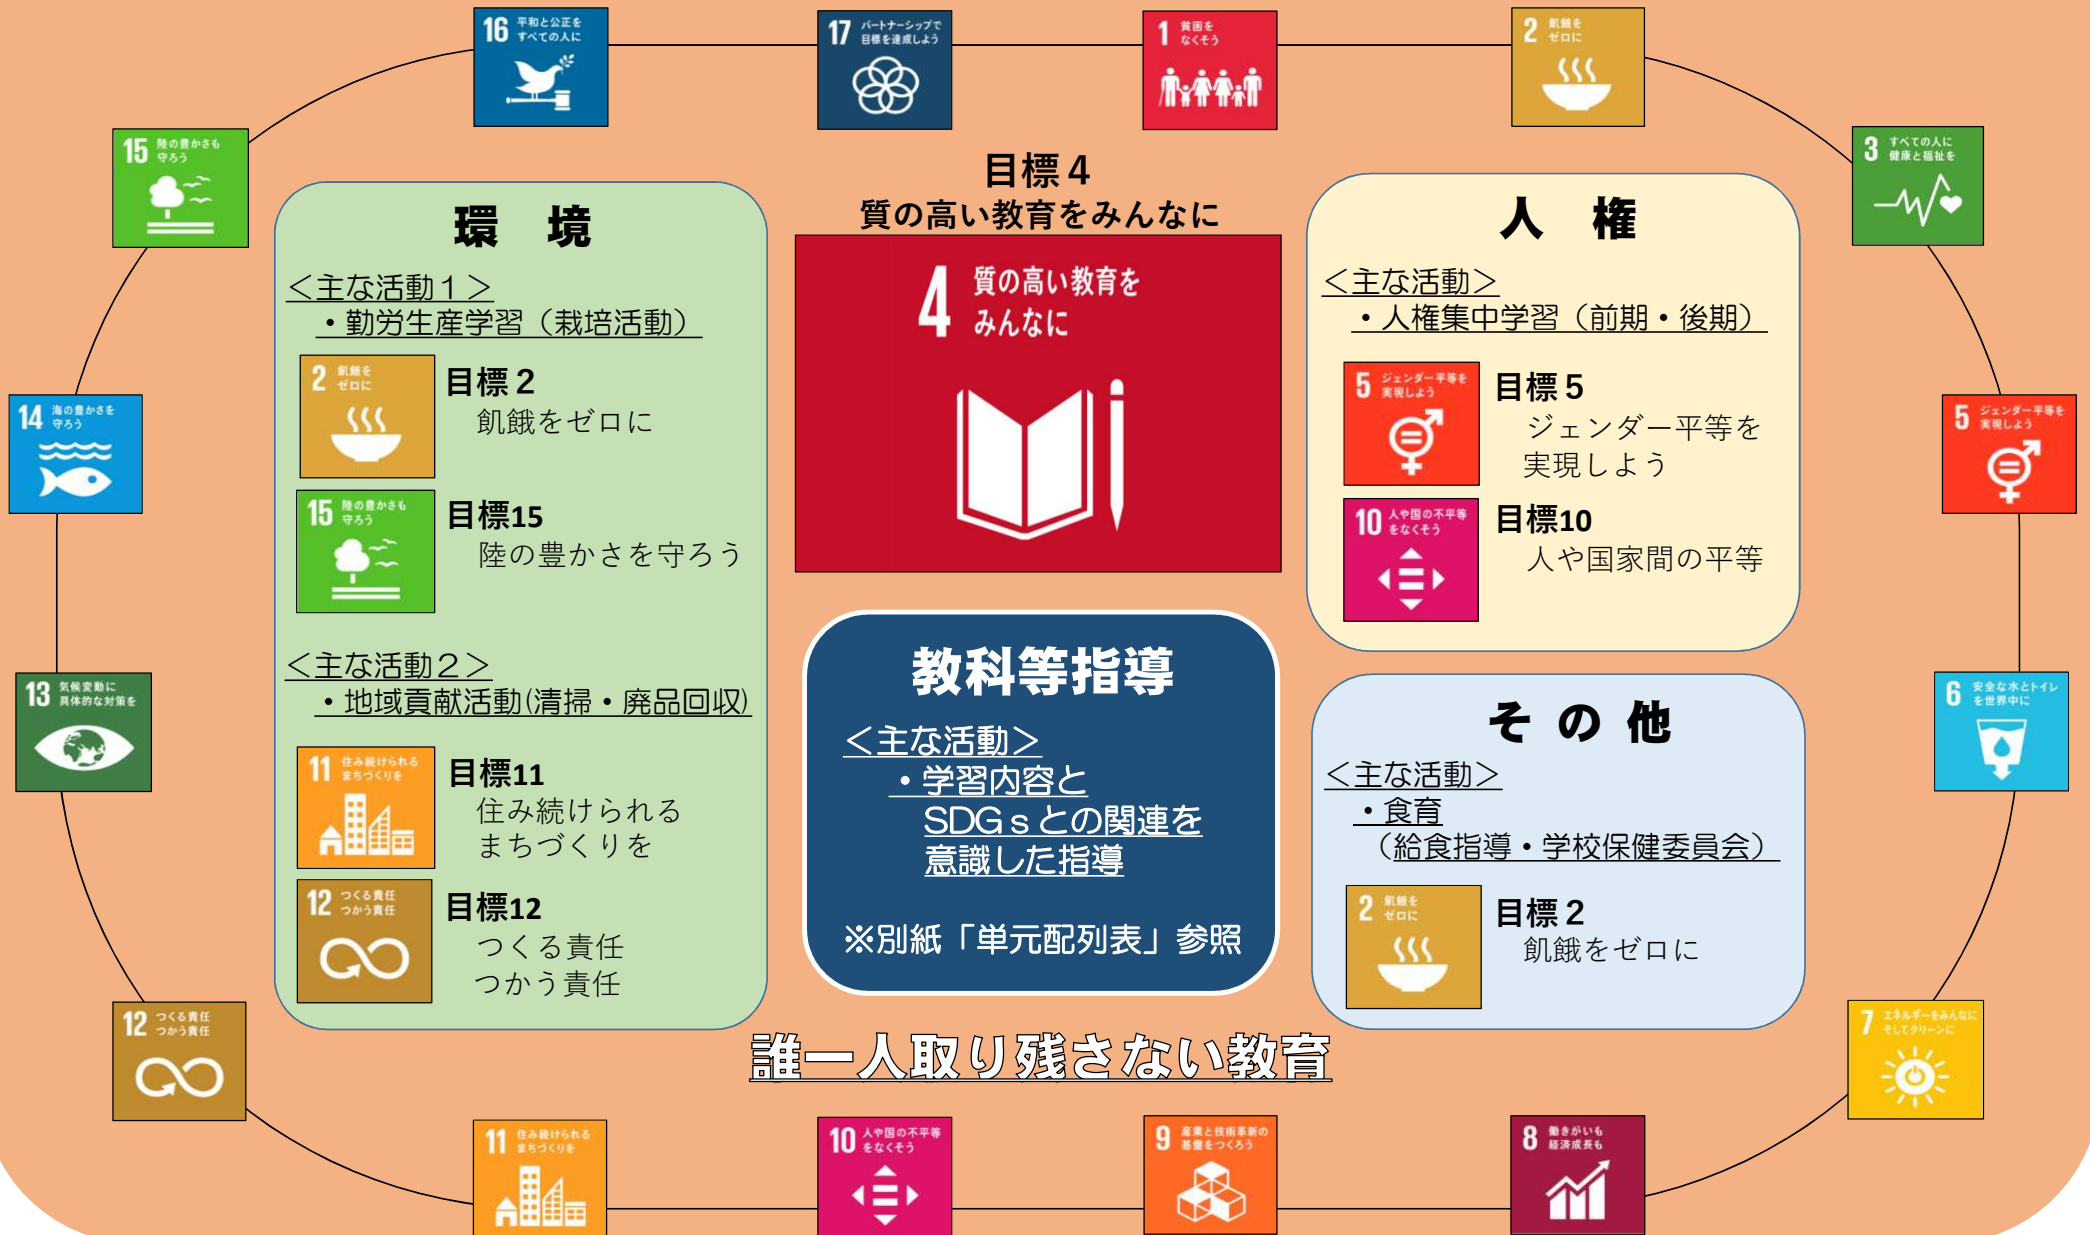 16 平和と公正を
すべての人に
17 パートナーシップで
目標を達成しよう
1 貧困を
なくそう
2 飢餓を
ゼロに
3 すべての人に
健康と福祉を
15 陸の豊かさも
守ろう
14 海の豊かさを
守ろう
13 気候変動に
具体的な対策を
12 つくる責任
つかう責任
環 境
＜主な活動１＞
・勤労生産学習（栽培活動）
2 飢餓を
ゼロに
目標２
飢餓をゼロに
15 陸の豊かさも
守ろう
目標15
陸の豊かさを守ろう
＜主な活動２＞
・地域貢献活動(清掃・廃品回収)
11 住み続けられる
まちづくりを
目標11
住み続けられる
まちづくりを
12 つくる責任
つかう責任
目標12
つくる責任
つかう責任
目標４
質の高い教育をみんなに
4 質の高い教育を
みんなに
教科等指導
＜主な活動＞
・学習内容と
SDGｓとの関連を
意識した指導
※別紙「単元配列表」参照
人 権
＜主な活動＞
・人権集中学習（前期・後期）
5 ジェンダー平等を
実現しよう
目標５
ジェンダー平等を
実現しよう
10 人や国の不平等
をなくそう
目標10
人や国家間の平等
その他
＜主な活動＞
・食育
（給食指導・学校保健委員会）
2 飢餓を
ゼロに
目標２
飢餓をゼロに
5 ジェンダー平等を
実現しよう
6 安全な水とトイレ
を世界中に
7 エネルギーをみんなに
そしてクリーンに
誰一人取り残さない教育
11 住み続けられる
まちづくりを
10 人や国の不平等
をなくそう
9 産業と技術革新の
基盤をつくろう
8 働きがいも
経済成長も